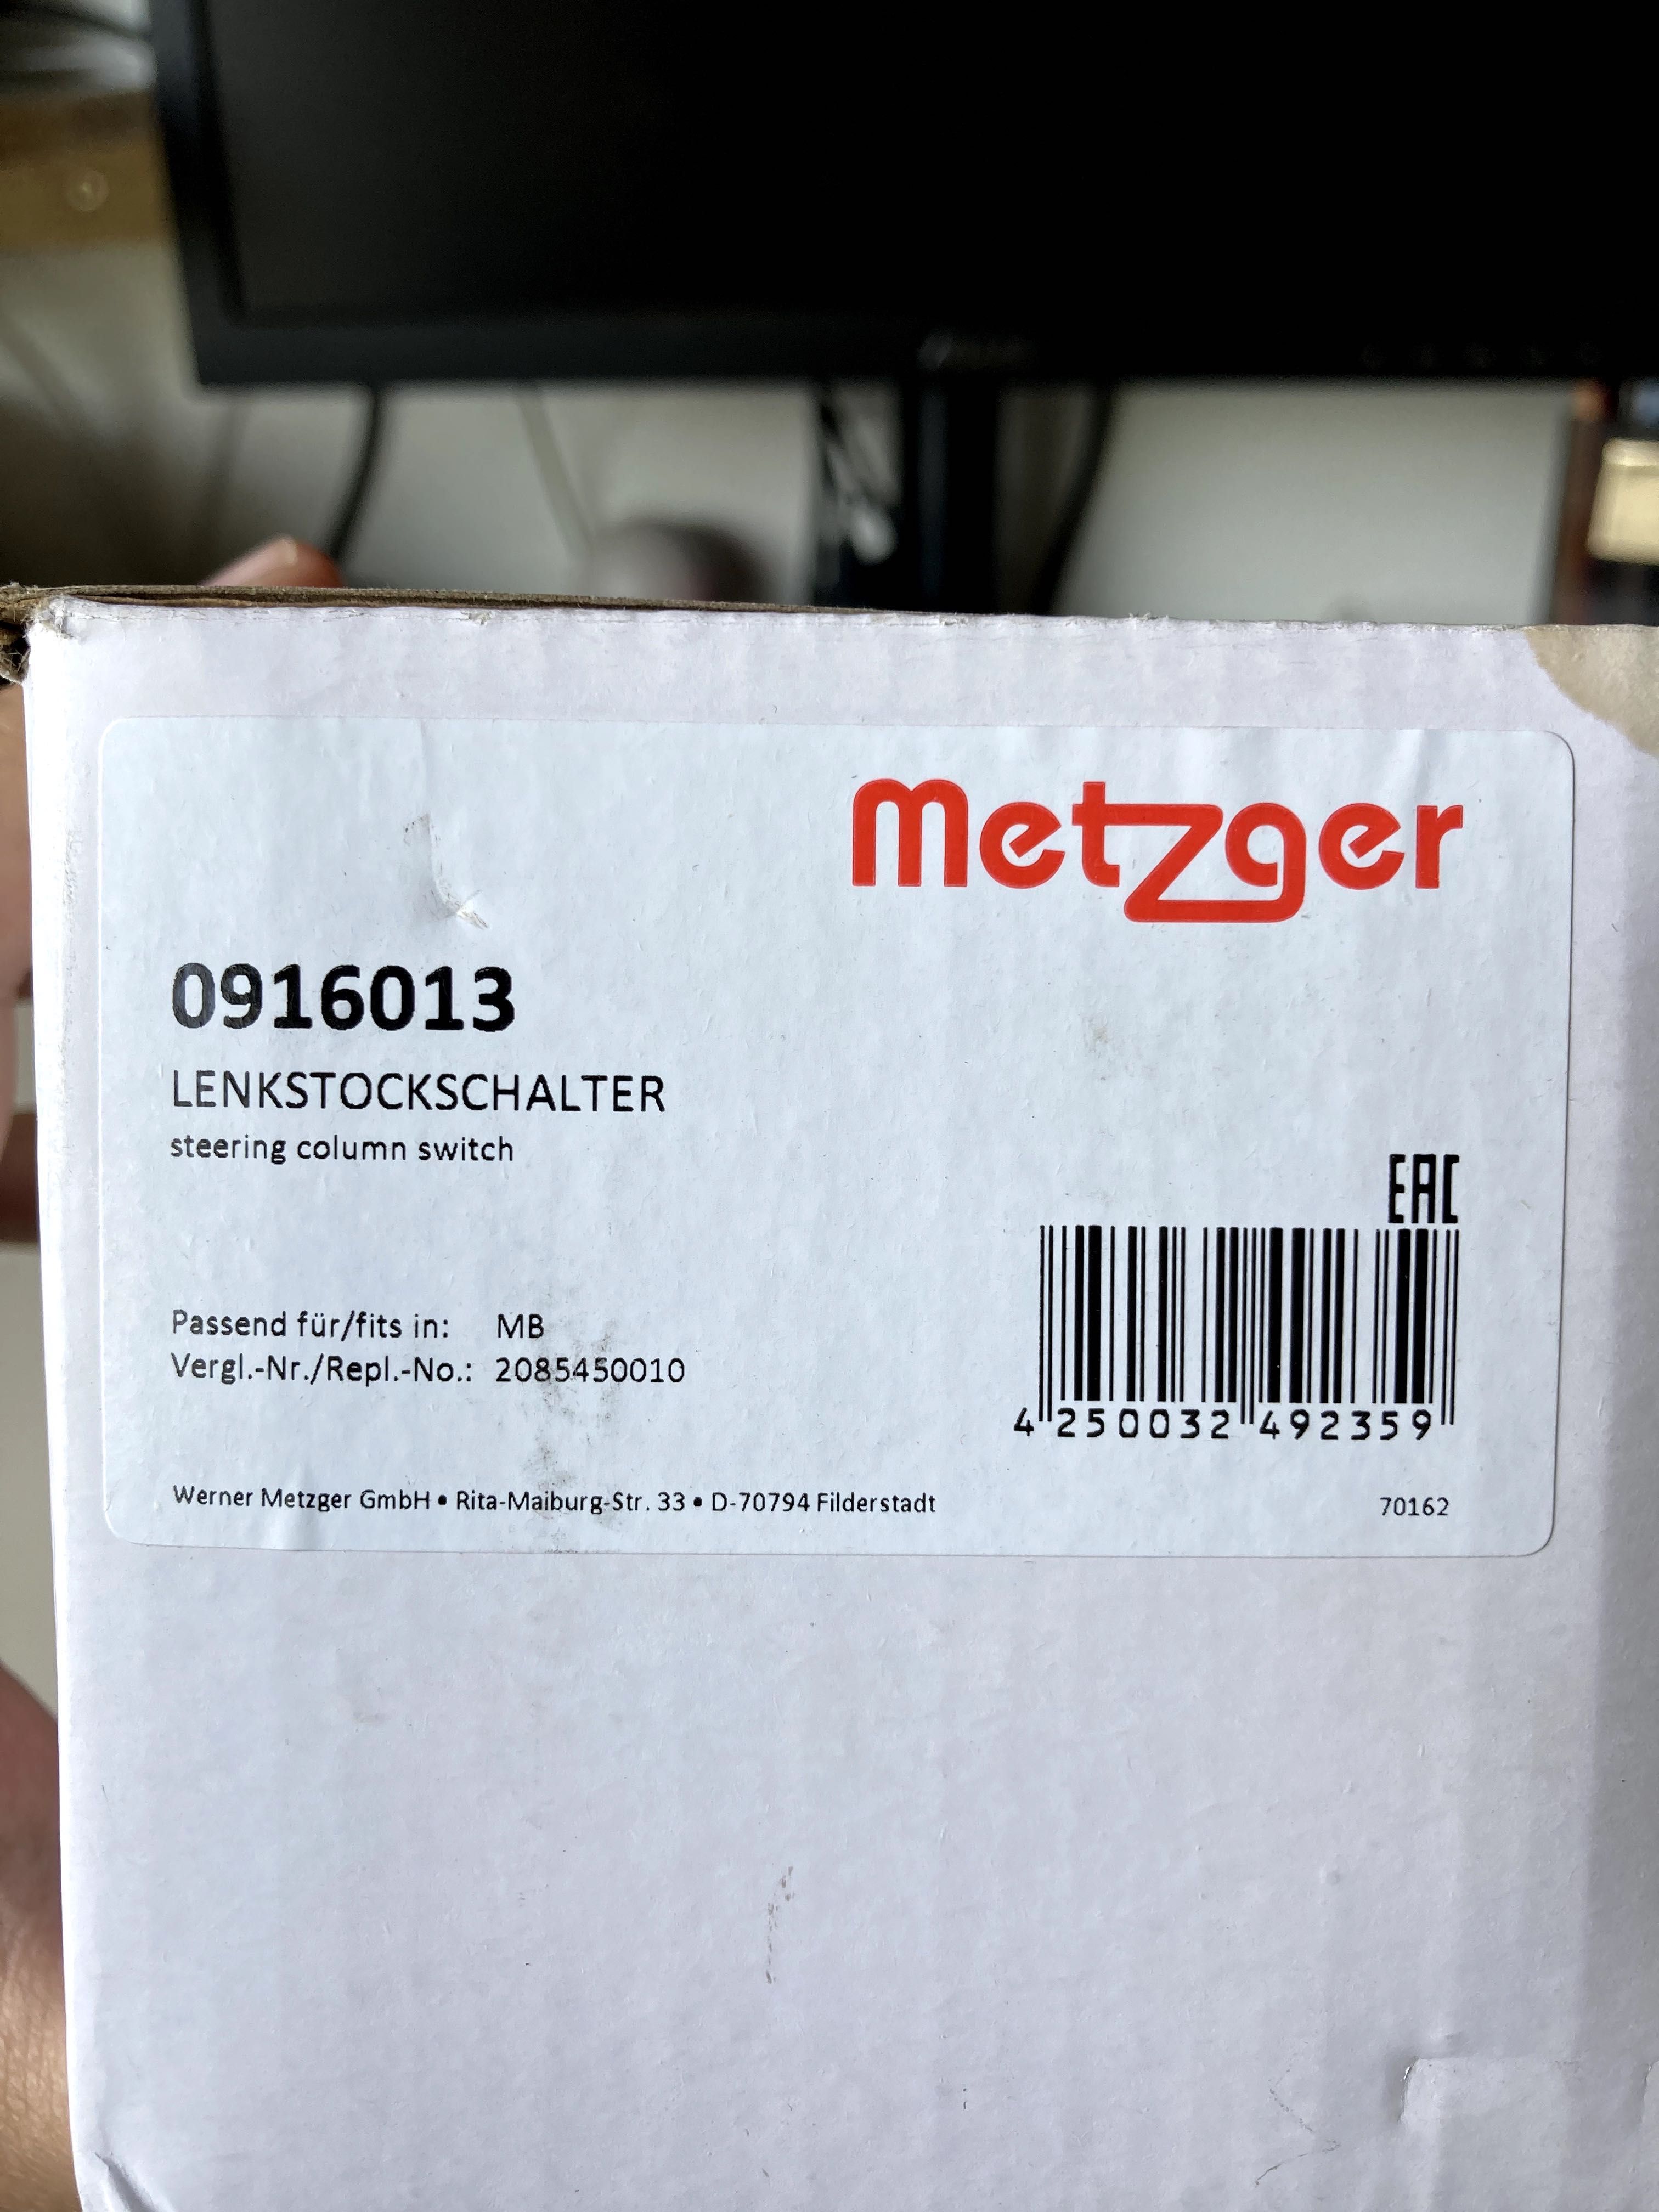 Metzger
0916013
LENKSTOCKSCHALTER
steering column switch
EAC
Passend für/fits in: MB
Vergl.-Nr./Repl.-No.: 2085450010
4 250032 492359
Werner Metzger GmbH • Rita-Maiburg-Str. 33 • D-70794 Filderstadt
70162